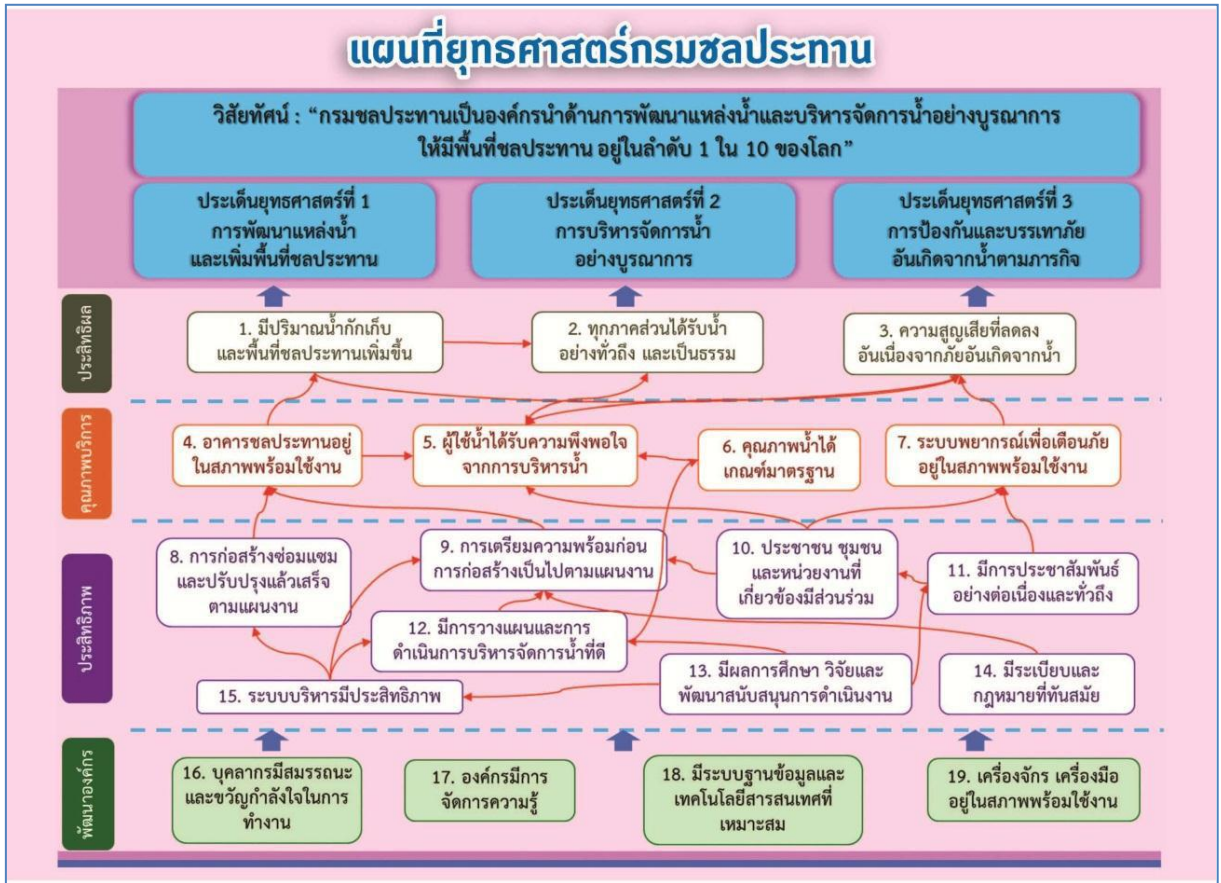 แผนที่ยุทธศาสตร์กรมชลประทาน
วิสัยทัศน์ : “กรมชลประทานเป็นองค์กรนำด้านการพัฒนาแหล่งน้ำและบริหารจัดการน้ำอย่างบูรณาการ
ให้มีพื้นที่ชลประทาน อยู่ในลำดับ 1 ใน 10 ของโลก”
ประเด็นยุทธศาสตร์ที่ 1
การพัฒนาแหล่งน้ำ
และเพิ่มพื้นที่ชลประทาน
ประเด็นยุทธศาสตร์ที่ 2
การบริหารจัดการน้ำ
อย่างบูรณาการ
ประเด็นยุทธศาสตร์ที่ 3
การป้องกันและบรรเทาภัย
อันเกิดจากน้ำตามภารกิจ
ประสิทธิผล
1. มีปริมาณน้ำกักเก็บ
และพื้นที่ชลประทานเพิ่มขึ้น
2. ทุกภาคส่วนได้รับน้ำ
อย่างทั่วถึง และเป็นธรรม
3. ความสูญเสียที่ลดลง
อันเนื่องจากภัยอันเกิดจากน้ำ
คุณภาพบริการ
4. อาคารชลประทานอยู่
ในสภาพพร้อมใช้งาน
5. ผู้ใช้น้ำได้รับความพึงพอใจ
จากการบริหารน้ำ
6. คุณภาพน้ำได้
เกณฑ์มาตรฐาน
7. ระบบพยากรณ์เพื่อเตือนภัย
อยู่ในสภาพพร้อมใช้งาน
ประสิทธิภาพ
8. การก่อสร้างซ่อมแซม
และปรับปรุงแล้วเสร็จ
ตามแผนงาน
9. การเตรียมความพร้อมก่อน
การก่อสร้างเป็นไปตามแผนงาน
10. ประชาชน ชุมชน
และหน่วยงานที่
เกี่ยวข้องมีส่วนร่วม
11. มีการประชาสัมพันธ์
อย่างต่อเนื่องและทั่วถึง
12. มีการวางแผนและการ
ดำเนินการบริหารจัดการน้ำที่ดี
13. มีผลการศึกษา วิจัยและ
พัฒนาสนับสนุนการดำเนินงาน
14. มีระเบียบและ
กฎหมายที่ทันสมัย
15. ระบบบริหารมีประสิทธิภาพ
พัฒนาองค์กร
16. บุคลากรมีสมรรถนะ
และขวัญกำลังใจในการ
ทำงาน
17. องค์กรมีการ
จัดการความรู้
18. มีระบบฐานข้อมูลและ
เทคโนโลยีสารสนเทศที่
เหมาะสม
19. เครื่องจักร เครื่องมือ
อยู่ในสภาพพร้อมใช้งาน